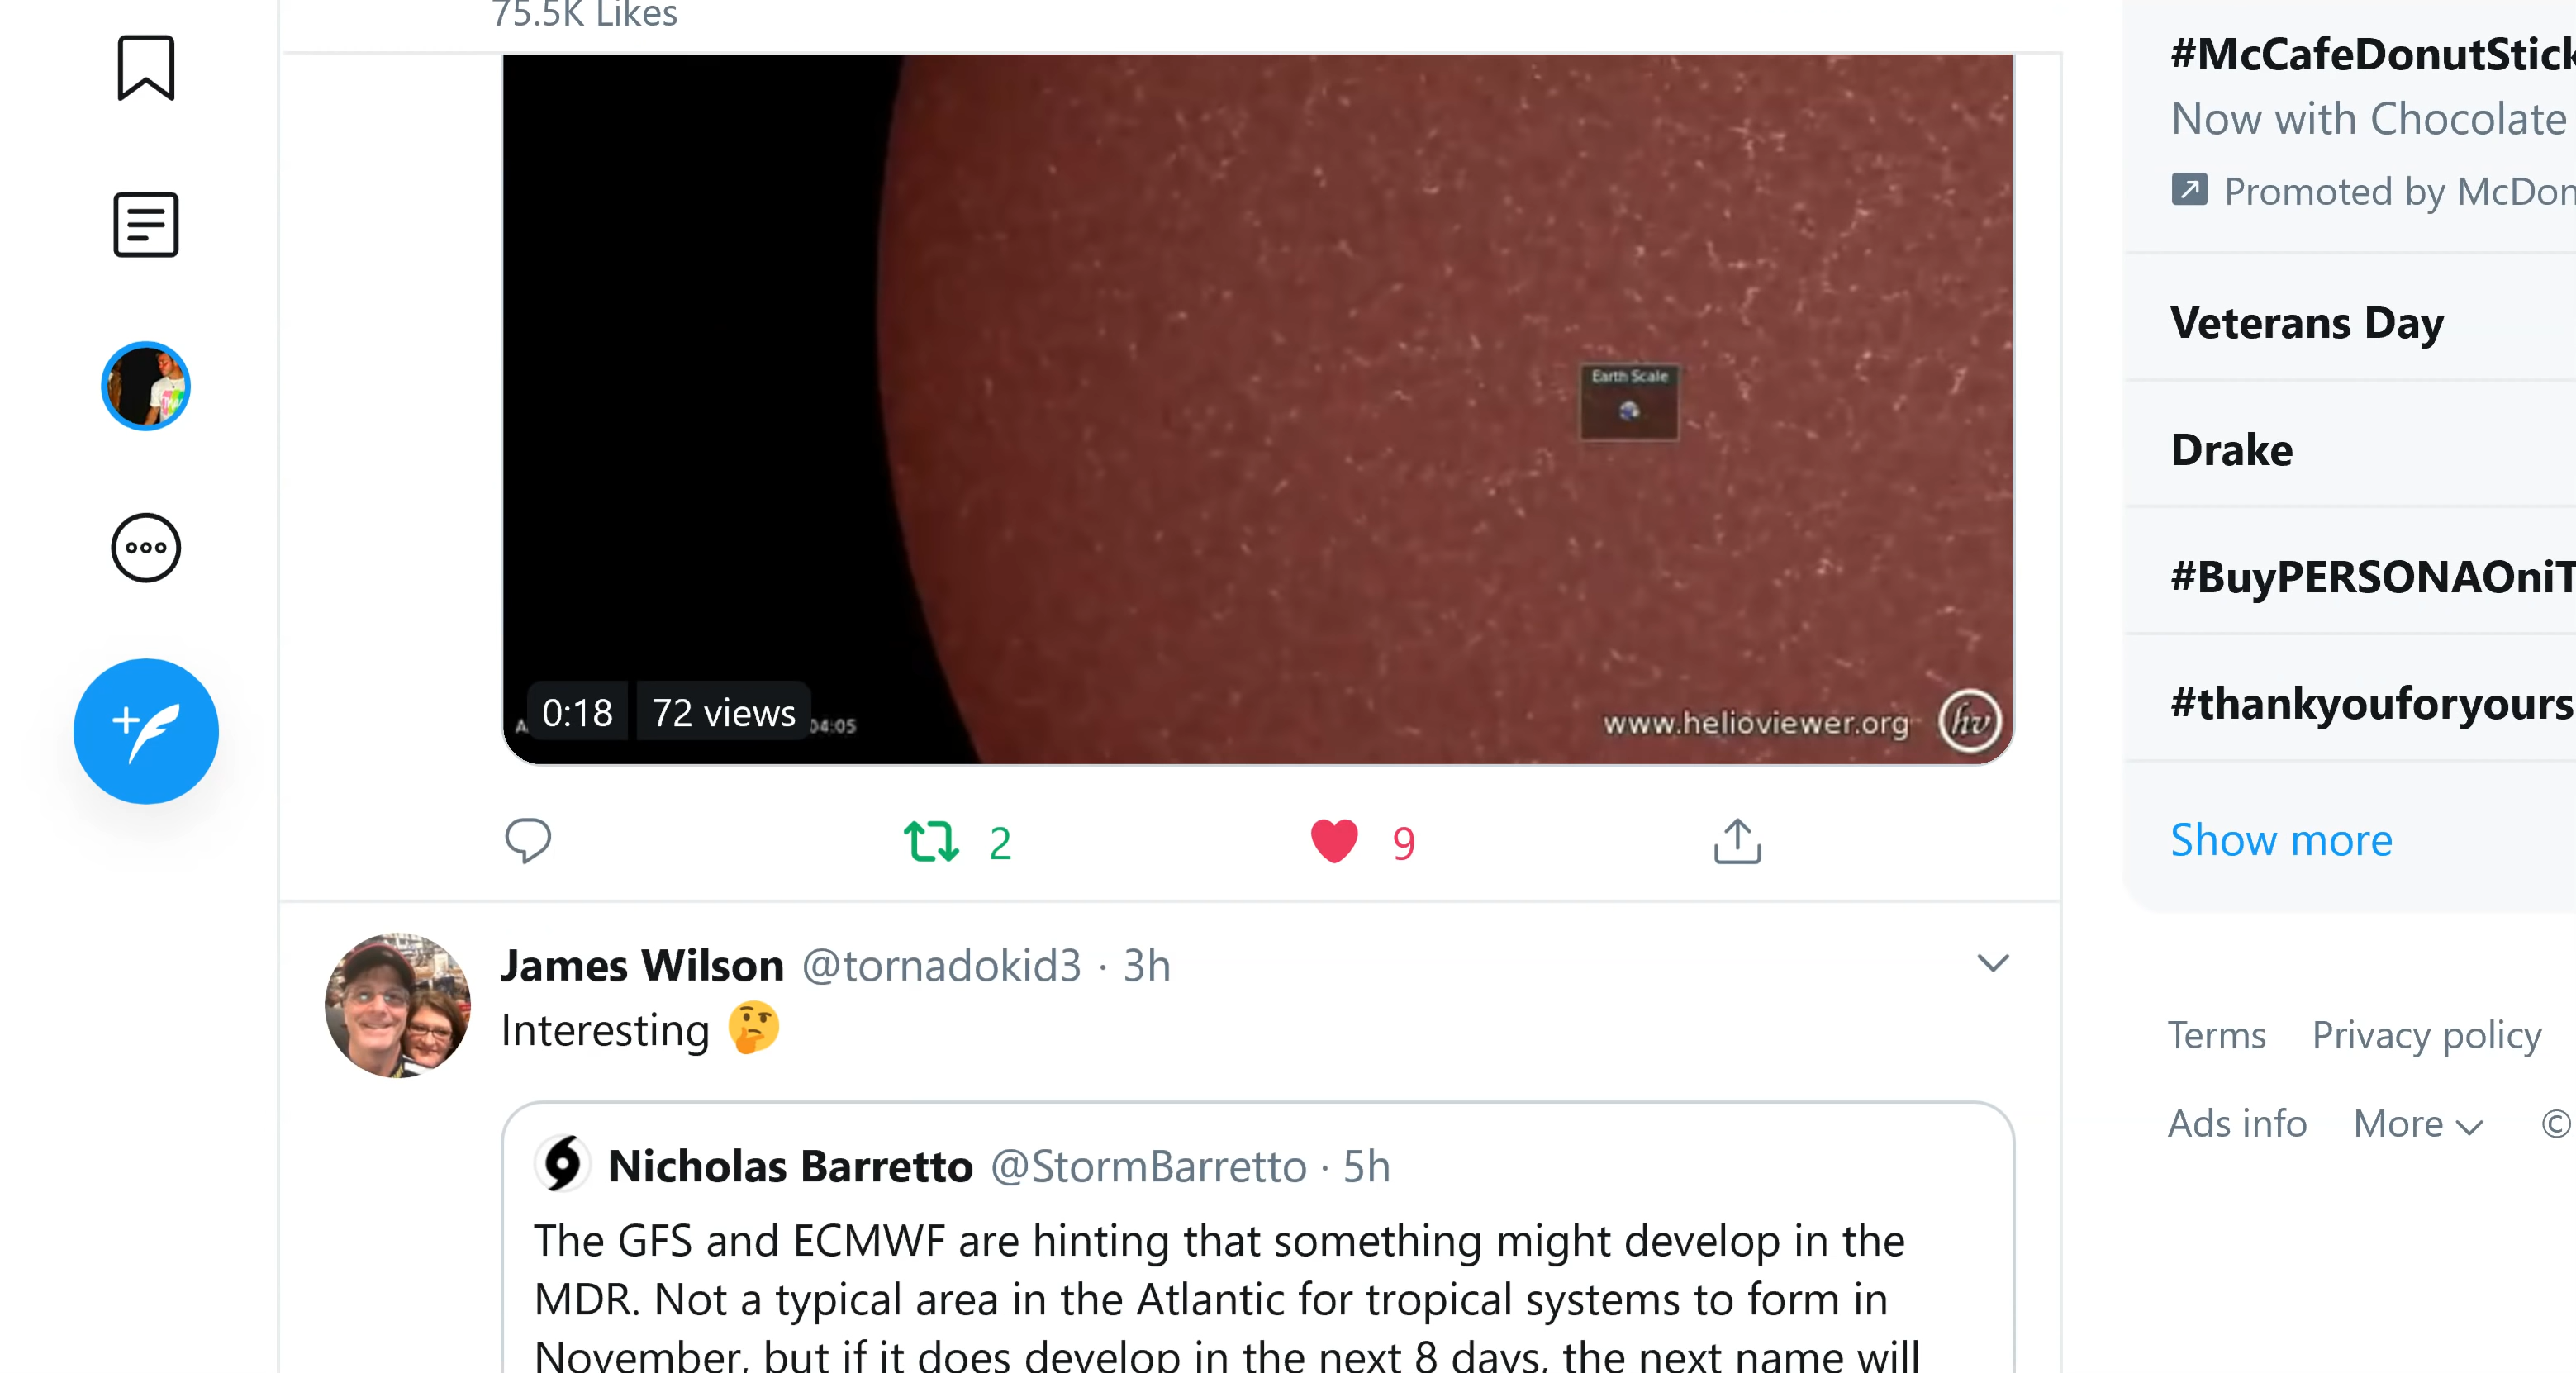 75.5K Likes
Earth Scale
0:18
72 views
04:05
www.helioviewer.org
hv
2
9
James Wilson @tornadokid3 · 3h
Interesting 🤔
Nicholas Barretto @StormBarretto · 5h
The GFS and ECMWF are hinting that something might develop in the
MDR. Not a typical area in the Atlantic for tropical systems to form in
November, but if it does develop in the next 8 days, the next name will
#McCafeDonutStick
Now with Chocolate
Promoted by McDon
Veterans Day
Drake
#BuyPERSONAOniT
#thankyouforyours
Show more
Terms Privacy policy
Ads info More ©